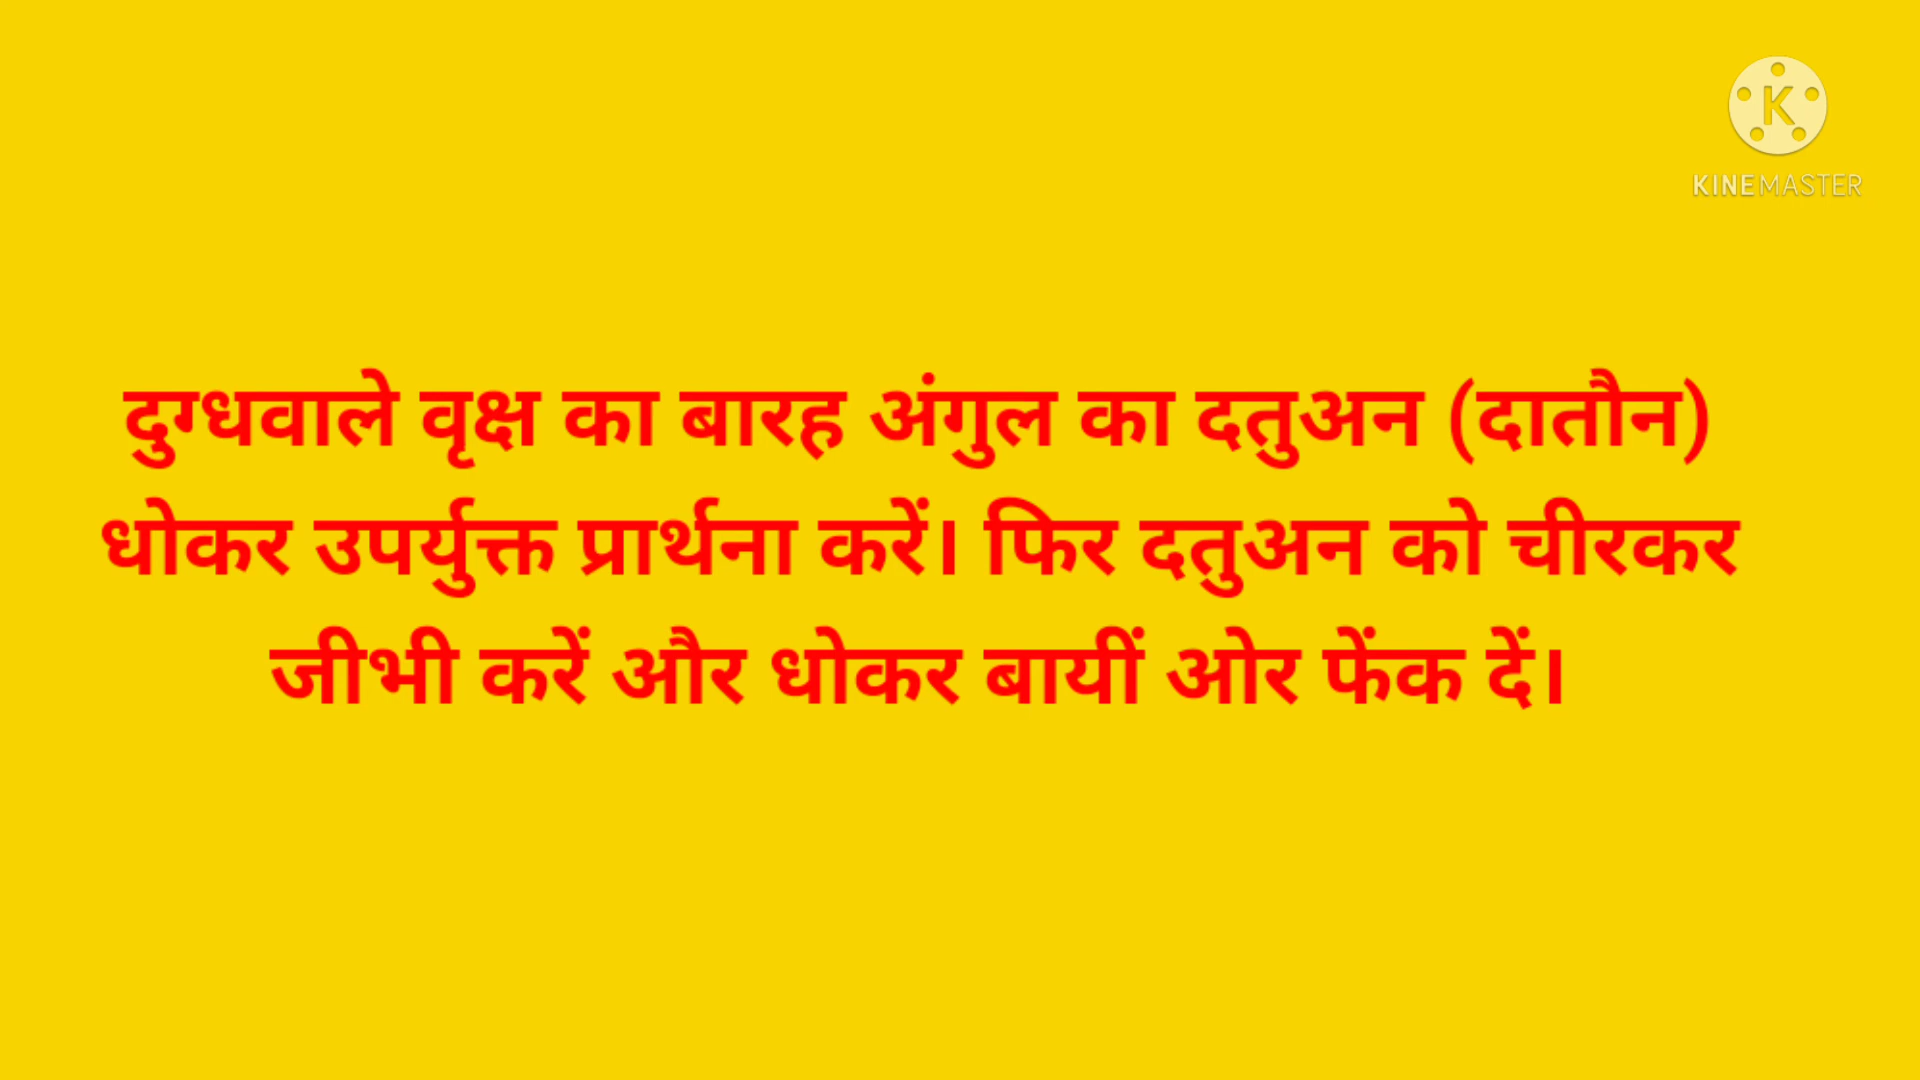 KINEMASTER
दुग्धवाले वृक्ष का बारह अंगुल का दतुअन (दातौन)
धोकर उपर्युक्त प्रार्थना करें। फिर दतुअन को चीरकर
जीभी करें और धोकर बायीं ओर फेंक दें।